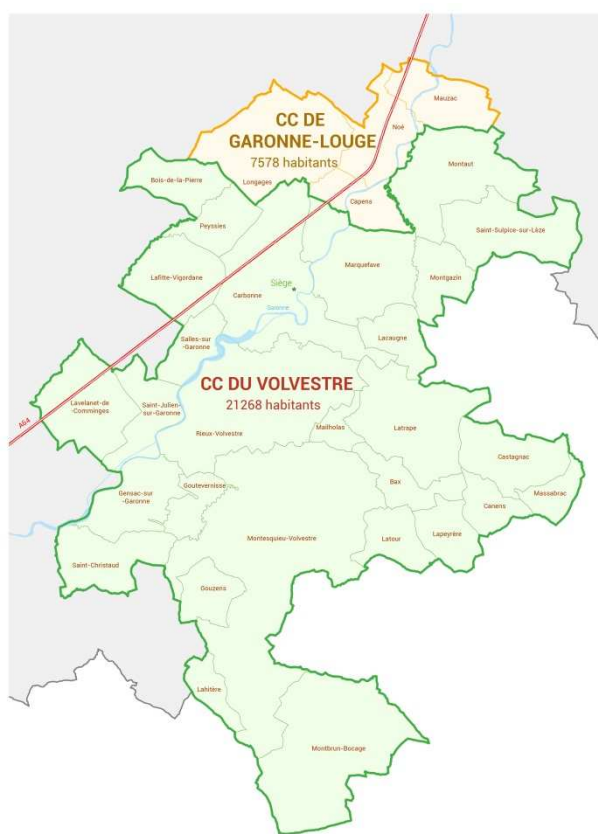 CC DE
GARONNE-LOUGE
7578 habitants
Mauzac
Noé
Longages
Capens
Bois-de-la-Pierre
Montaut
Peyssies
Saint-Sulpice-sur-Lèze
Marquefave
Lafitte-Vigordane
Montgazin
Siège
Carbonne
Garonne
Salles-sur
-Garonne
Lacaugne
CC DU VOLVESTRE
21268 habitants
Lavelanet-de
-Comminges
Saint-Julien
-sur-Garonne
A64
Rieux-Volvestre
Mailholas
Latrape
Castagnac
Goutevernisse
Bax
Gensac-sur
-Garonne
Massabrac
Canens
Montesquieu-Volvestre
Latour
Lapeyrère
Saint-Christaud
Gouzens
Lahitère
Montbrun-Bocage